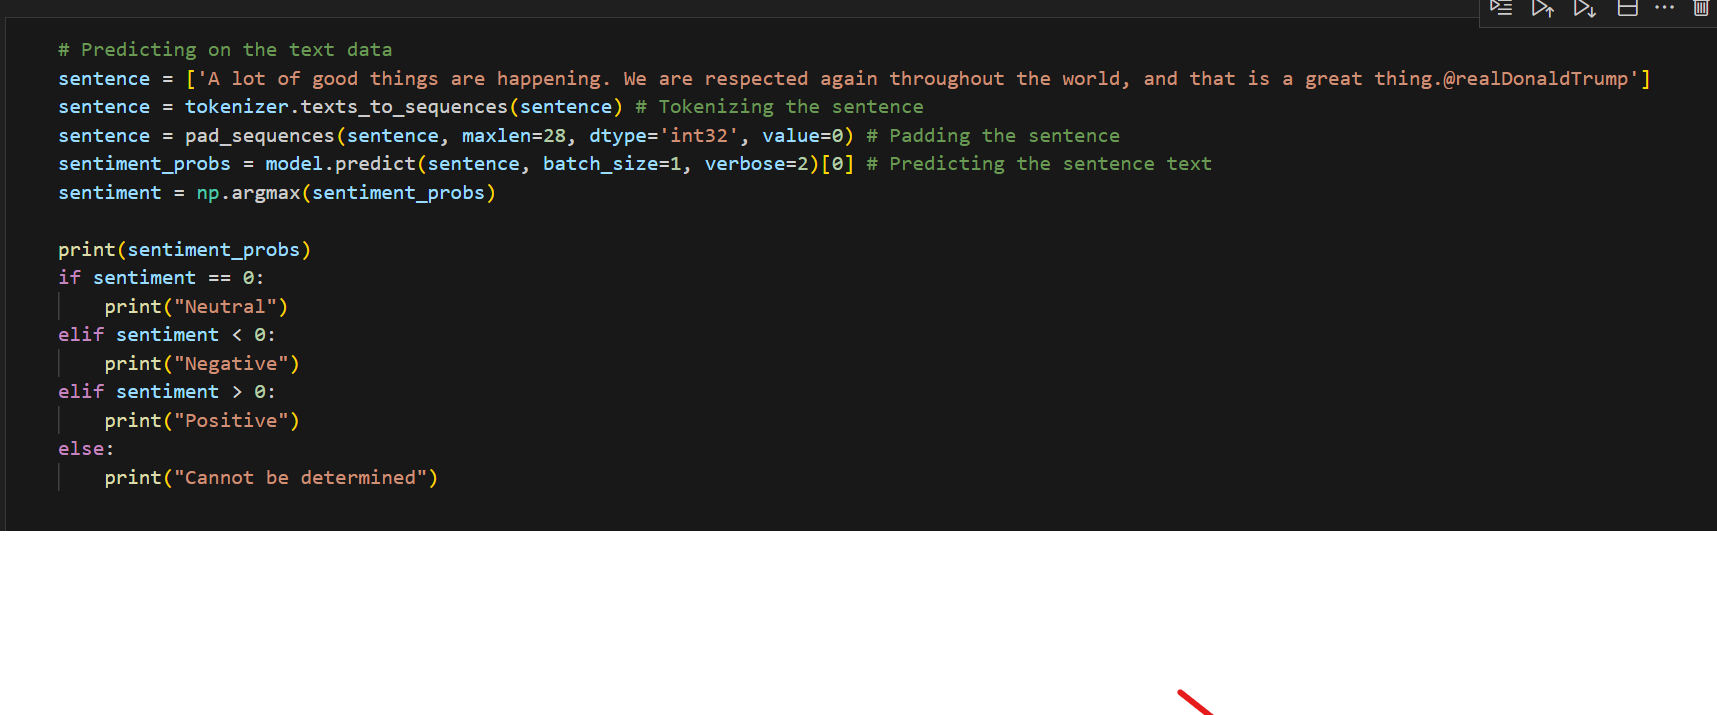 # Predicting on the text data
sentence = ['A lot of good things are happening. We are respected again throughout the world, and that is a great thing.@realDonaldTrump']
sentence = tokenizer.texts_to_sequences(sentence) # Tokenizing the sentence
sentence = pad_sequences(sentence, maxlen=28, dtype='int32', value=0) # Padding the sentence
sentiment_probs = model.predict(sentence, batch_size=1, verbose=2)[0] # Predicting the sentence text
sentiment = np.argmax(sentiment_probs)
print(sentiment_probs)
if sentiment == 0:
    print("Neutral")
elif sentiment < 0:
    print("Negative")
elif sentiment > 0:
    print("Positive")
else:
    print("Cannot be determined")